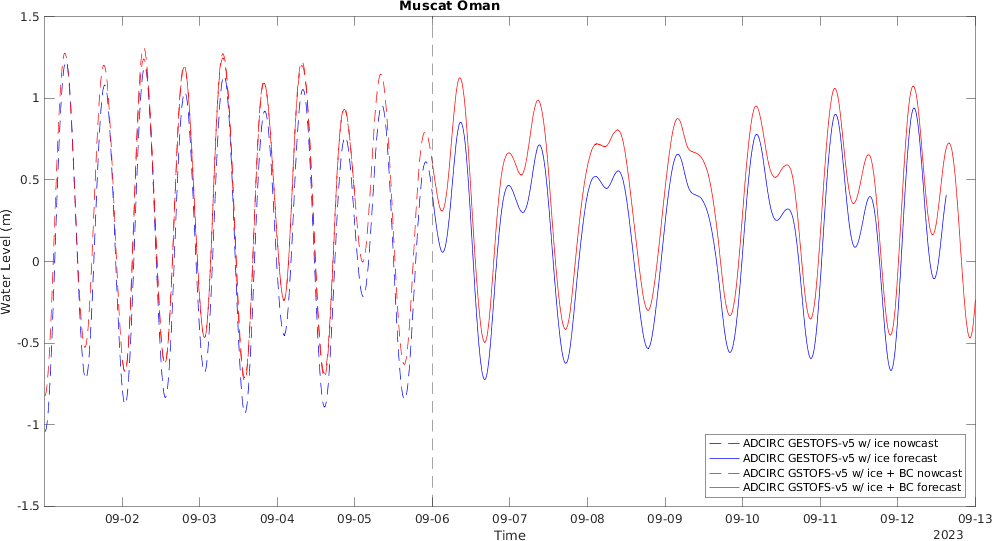 Muscat Oman
1.5
1
0.5
0
-0.5
-1
-1.5
Water Level (m)
09-02 09-03 09-04 09-05 09-06 09-07 09-08 09-09 09-10 09-11 09-12 09-13
Time
2023
ADCIRC GESTOFS-v5 w/ ice nowcast
ADCIRC GESTOFS-v5 w/ ice forecast
ADCIRC GSTOFS-v5 w/ ice + BC nowcast
ADCIRC GSTOFS-v5 w/ ice + BC forecast